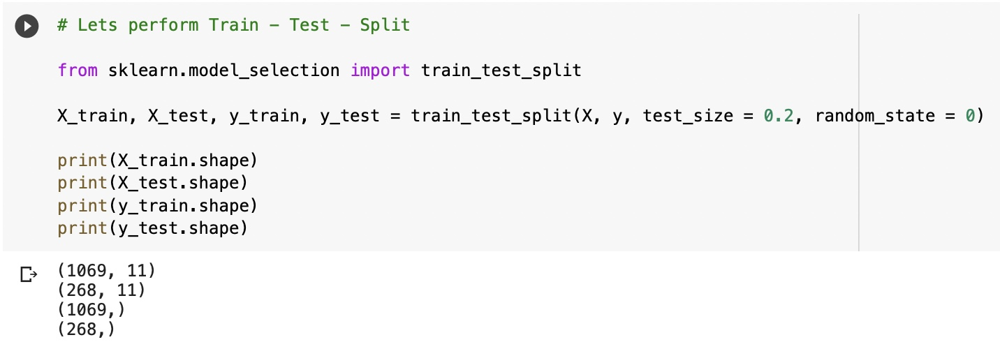 # Lets perform Train - Test - Split
from sklearn.model_selection import train_test_split
X_train, X_test, y_train, y_test = train_test_split(X, y, test_size = 0.2, random_state = 0)
print(X_train.shape)
print(X_test.shape)
print(y_train.shape)
print(y_test.shape)
(1069, 11)
(268, 11)
(1069,)
(268,)